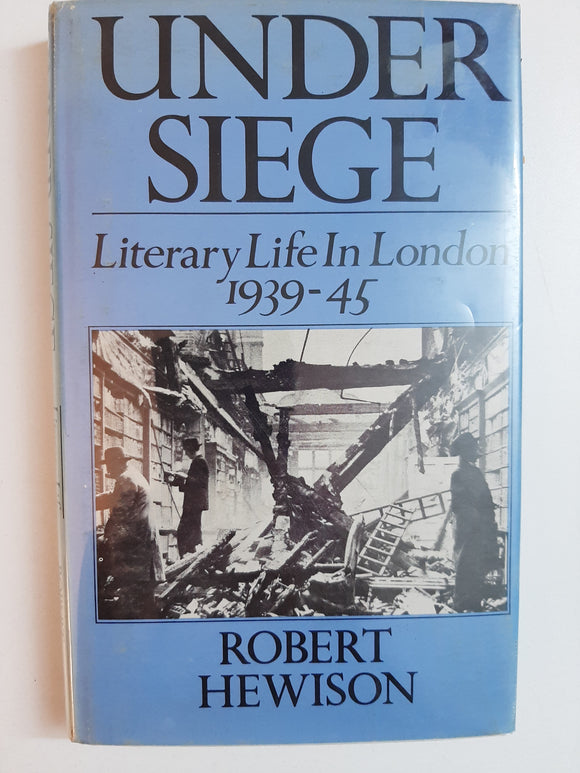 UNDER
SIEGE
Literary Life In London
1939-45
ROBERT
HEWISON